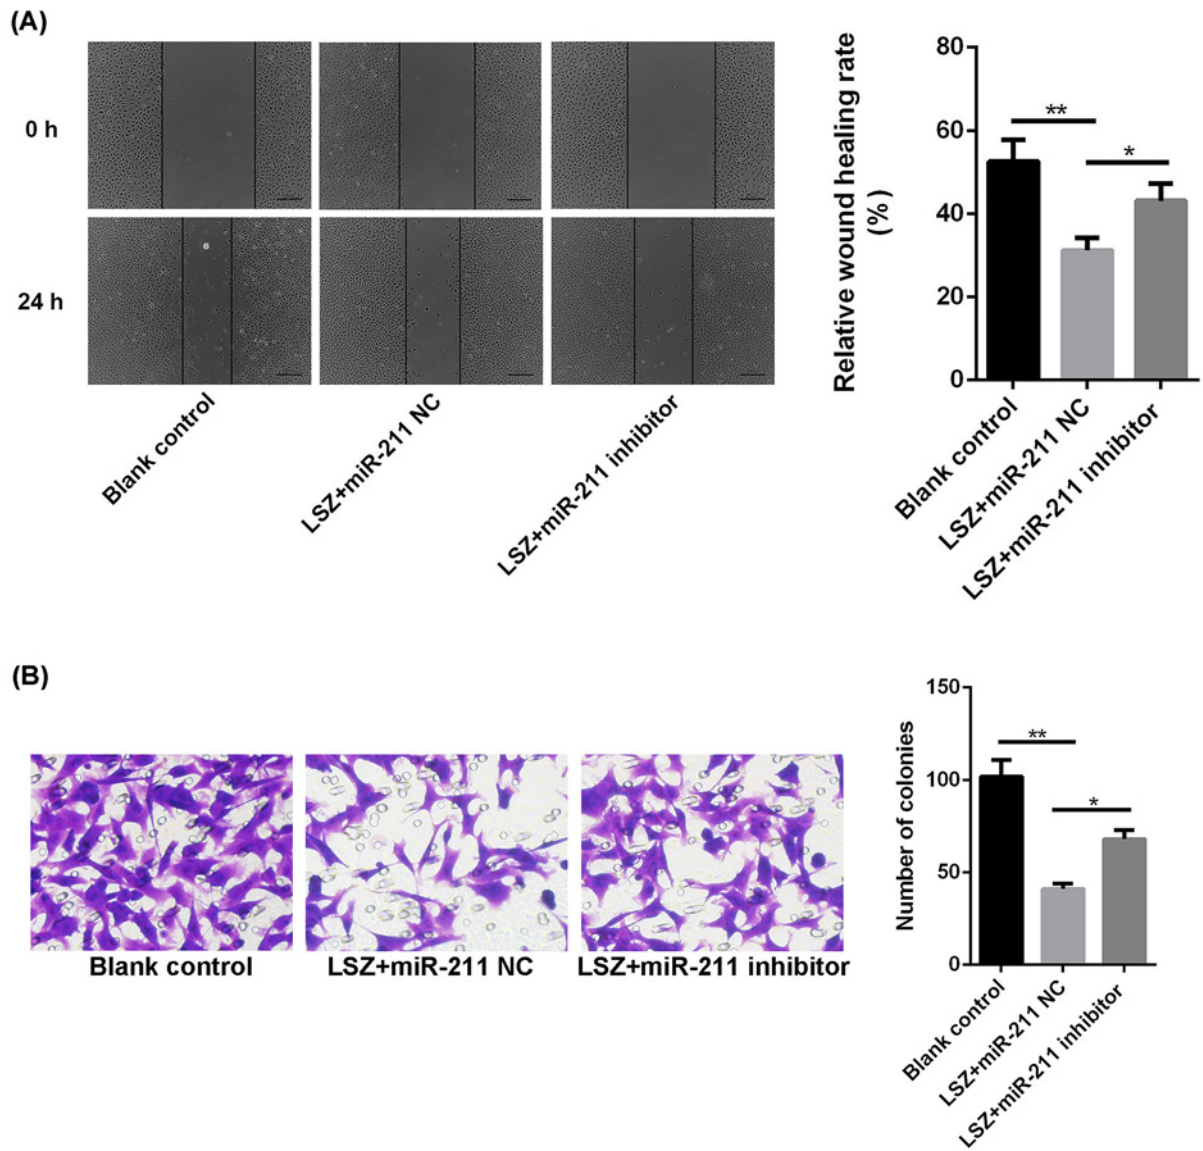 (A)
0 h
24 h
Blank control
LSZ+miR-211 NC
LSZ+miR-211 inhibitor
Relative wound healing rate
(%)
80
60
40
20
0
**
*
Blank control
LSZ+miR-211 NC
LSZ+miR-211 inhibitor
(B)
Blank control
LSZ+miR-211 NC
LSZ+miR-211 inhibitor
Number of colonies
150
100
50
0
**
*
Blank control
LSZ+miR-211 NC
LSZ+miR-211 inhibitor